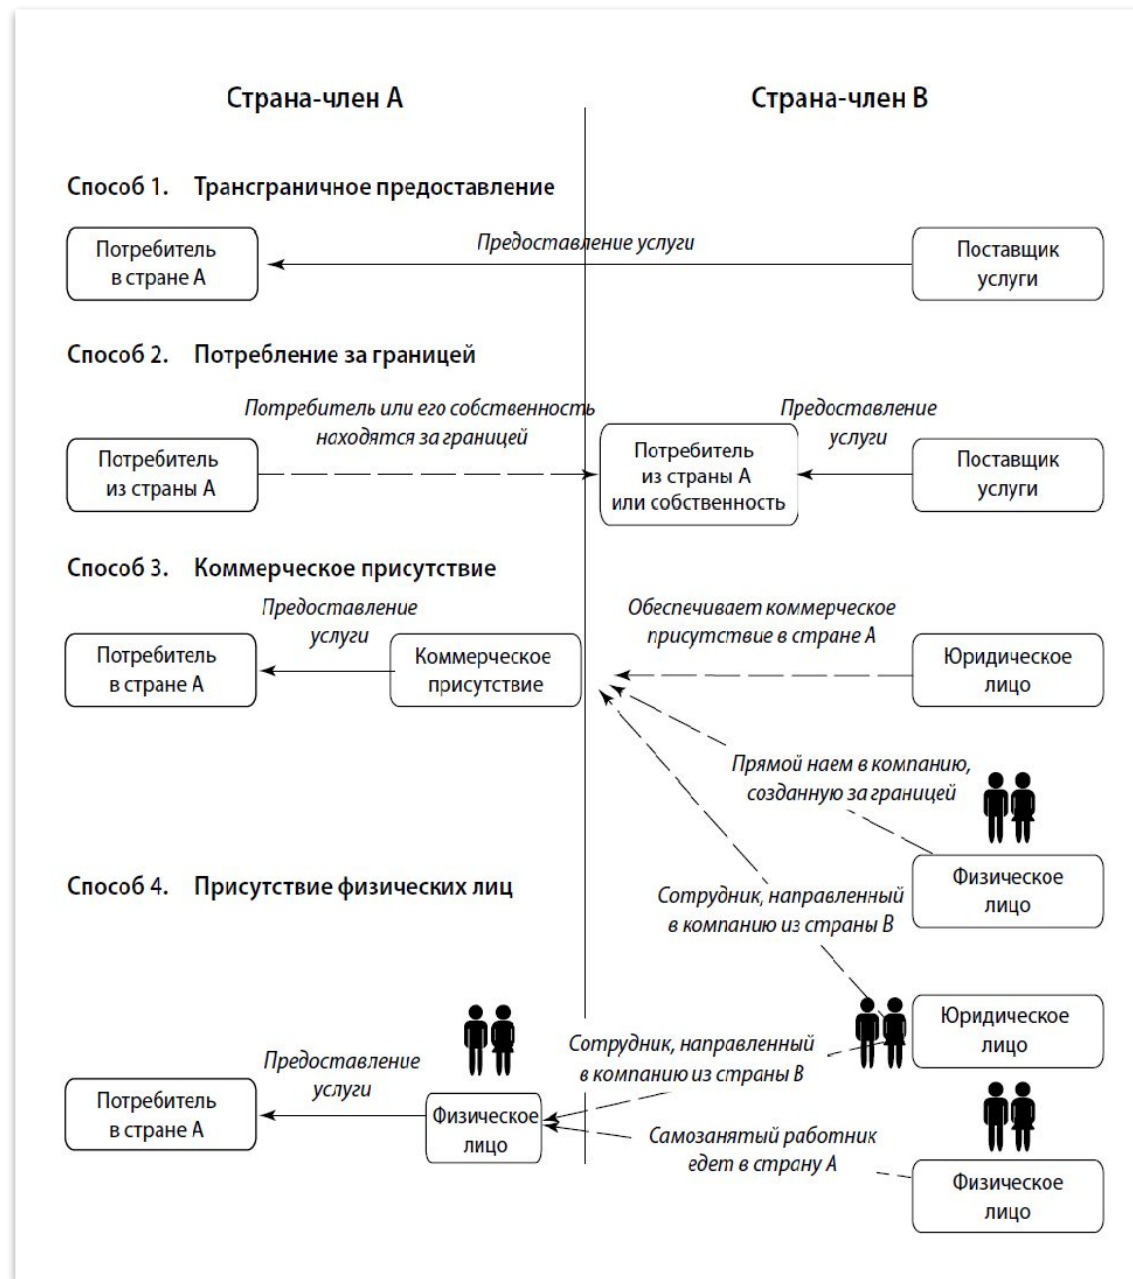 Страна-член А
Страна-член В
Способ 1. Трансграничное предоставление
Потребитель
в стране А
Предоставление услуги
Поставщик
услуги
Способ 2. Потребление за границей
Потребитель
из страны А
Потребитель или его собственность
находятся за границей
Потребитель
из страны А
или собственность
Предоставление
услуги
Поставщик
услуги
Способ 3. Коммерческое присутствие
Потребитель
в стране А
Предоставление
услуги
Коммерческое
присутствие
Обеспечивает коммерческое
присутствие в стране А
Юридическое
лицо
Прямой наем в компанию,
созданную за границей
Физическое
лицо
Способ 4. Присутствие физических лиц
Сотрудник, направленный
в компанию из страны В
Юридическое
лицо
Потребитель
в стране А
Предоставление
услуги
Физическое
лицо
Сотрудник, направленный
в компанию из страны В
Самозанятый работник
едет в страну А
Физическое
лицо